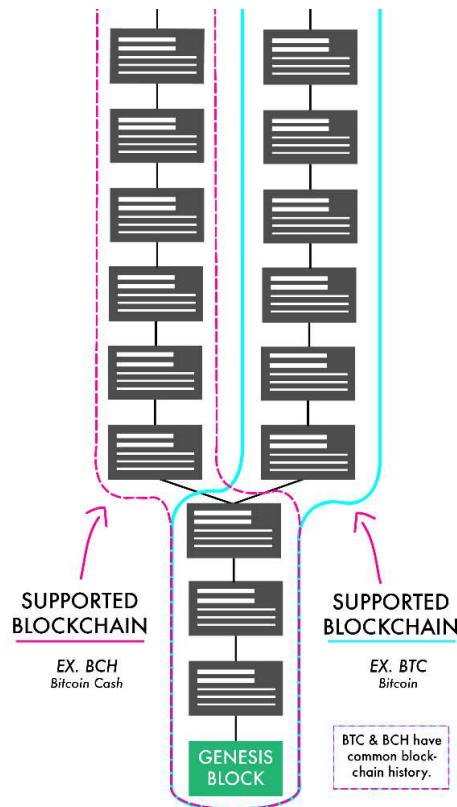 SUPPORTED
BLOCKCHAIN
EX. BCH
Bitcoin Cash
SUPPORTED
BLOCKCHAIN
EX. BTC
Bitcoin
GENESIS
BLOCK
BTC & BCH have
common block-
chain history.